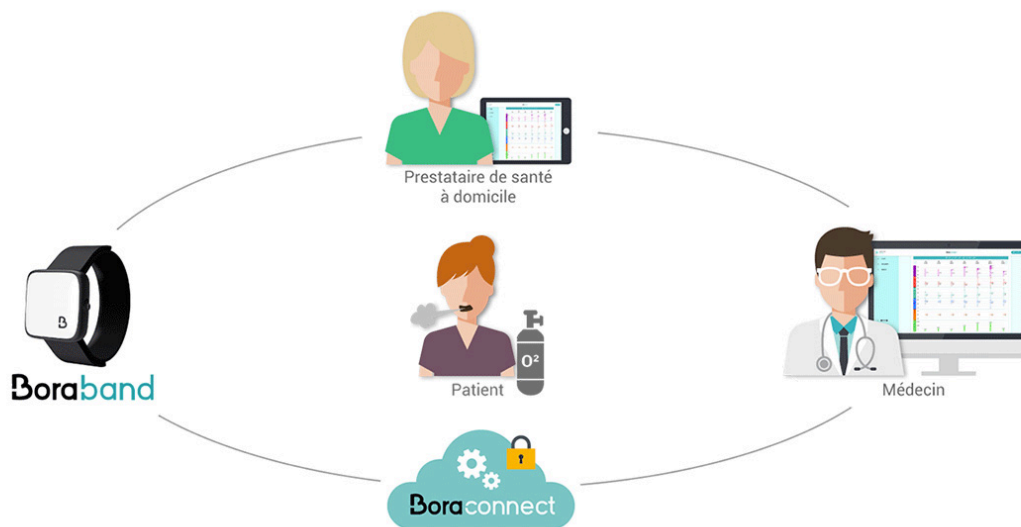 Prestataire de santé
à domicile
B
Boraband
O²
Patient
Médecin
Boraconnect